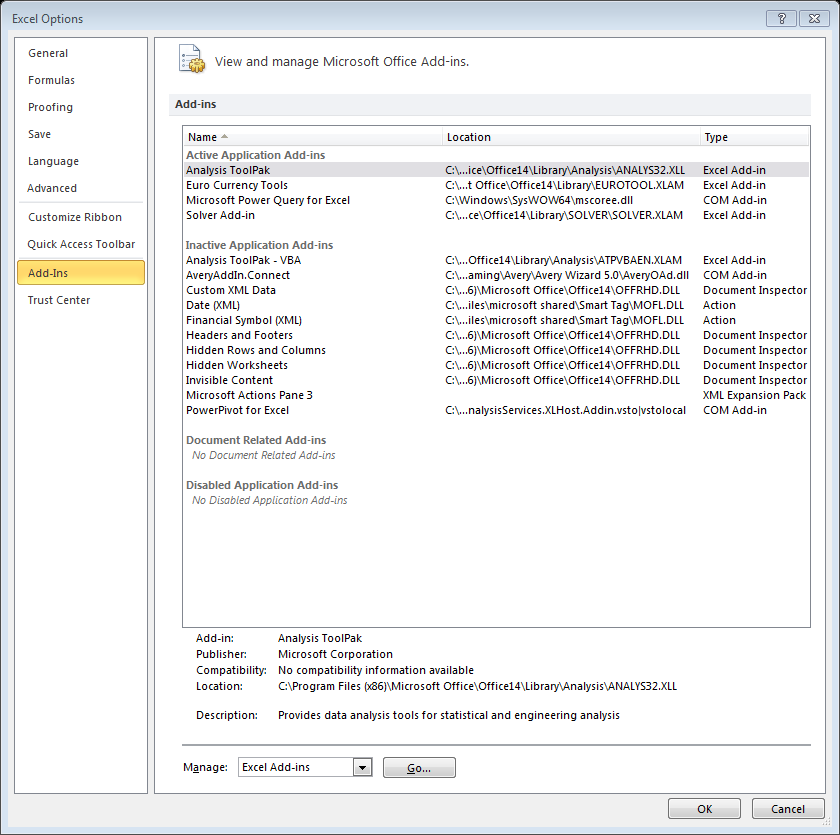 Excel Options
General
Formulas
Proofing
Save
Language
Advanced
Customize Ribbon
Quick Access Toolbar
Add-Ins
Trust Center
View and manage Microsoft Office Add-ins.
Add-ins
Name Location Type
Active Application Add-ins
Analysis ToolPak C:\...ice\Office14\Library\Analysis\ANALYS32.XLL Excel Add-in
Euro Currency Tools C:\...t Office\Office14\Library\EUROTOOL.XLAM Excel Add-in
Microsoft Power Query for Excel C:\Windows\SysWOW64\mscoree.dll COM Add-in
Solver Add-in C:\...ce\Office14\Library\SOLVER\SOLVER.XLAM Excel Add-in
Inactive Application Add-ins
Analysis ToolPak - VBA C:\...Office14\Library\Analysis\ATPVBAEN.XLAM Excel Add-in
AveryAddIn.Connect C:\...aming\Avery\Avery Wizard 5.0\AveryOAd.dll COM Add-in
Custom XML Data C:\...6)\Microsoft Office\Office14\OFFRHD.DLL Document Inspector
Date (XML) C:\...iles\microsoft shared\Smart Tag\MOFL.DLL Action
Financial Symbol (XML) C:\...iles\microsoft shared\Smart Tag\MOFL.DLL Action
Headers and Footers C:\...6)\Microsoft Office\Office14\OFFRHD.DLL Document Inspector
Hidden Rows and Columns C:\...6)\Microsoft Office\Office14\OFFRHD.DLL Document Inspector
Hidden Worksheets C:\...6)\Microsoft Office\Office14\OFFRHD.DLL Document Inspector
Invisible Content C:\...6)\Microsoft Office\Office14\OFFRHD.DLL Document Inspector
Microsoft Actions Pane 3 XML Expansion Pack
PowerPivot for Excel C:\...nalysisServices.XLHost.Addin.vsto|vstolocal COM Add-in
Document Related Add-ins
No Document Related Add-ins
Disabled Application Add-ins
No Disabled Application Add-ins
Add-in: Analysis ToolPak
Publisher: Microsoft Corporation
Compatibility: No compatibility information available
Location: C:\Program Files (x86)\Microsoft Office\Office14\Library\Analysis\ANALYS32.XLL
Description: Provides data analysis tools for statistical and engineering analysis
Manage: Excel Add-ins Go...
OK Cancel